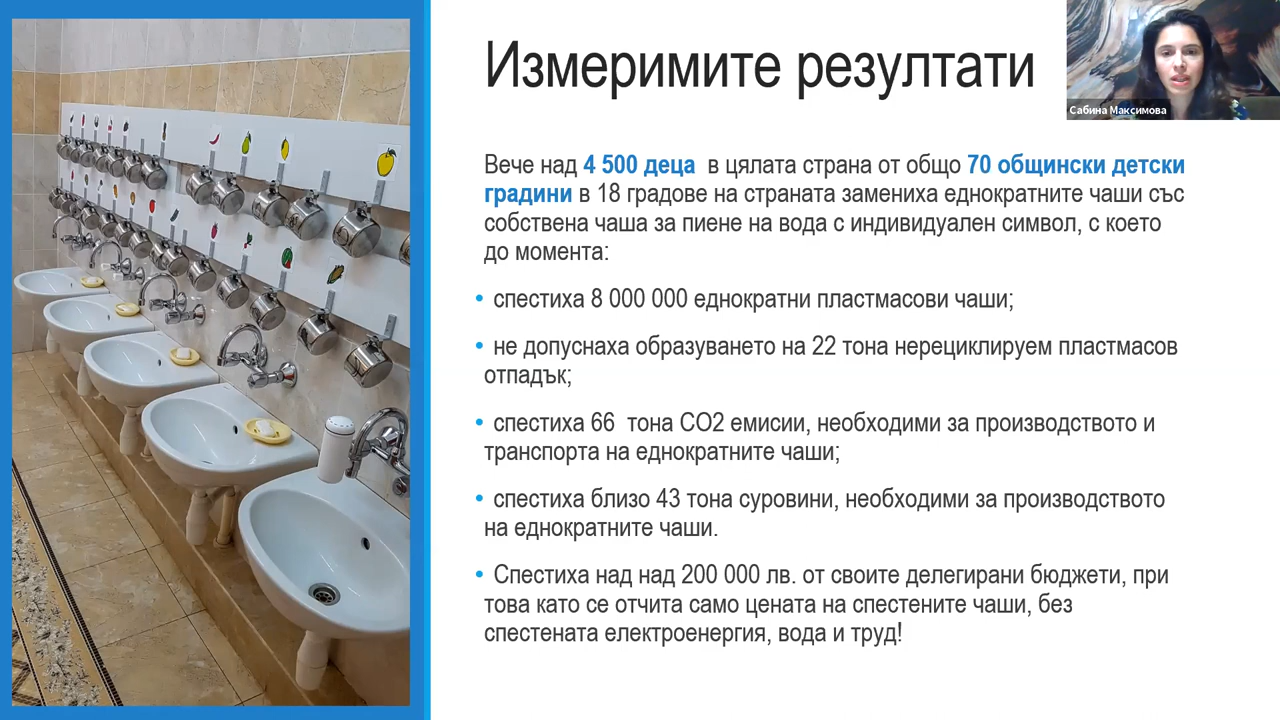 Измеримите резултати
Сабина Максимова
Вече над 4 500 деца в цялата страна от общо 70 общински детски
градини в 18 градове на страната замениха еднократните чаши със
собствена чаша за пиене на вода с индивидуален символ, с което
до момента:
• спестиха 8 000 000 еднократни пластмасови чаши;
• не допуснаха образуването на 22 тона нерециклируем пластмасов
отпадък;
• спестиха 66 тона CO2 емисии, необходими за производството и
транспорта на еднократните чаши;
• спестиха близо 43 тона суровини, необходими за производството
на еднократните чаши.
• Спестиха над над 200 000 лв. от своите делегирани бюджети, при
това като се отчита само цената на спестените чаши, без
спестената електроенергия, вода и труд!